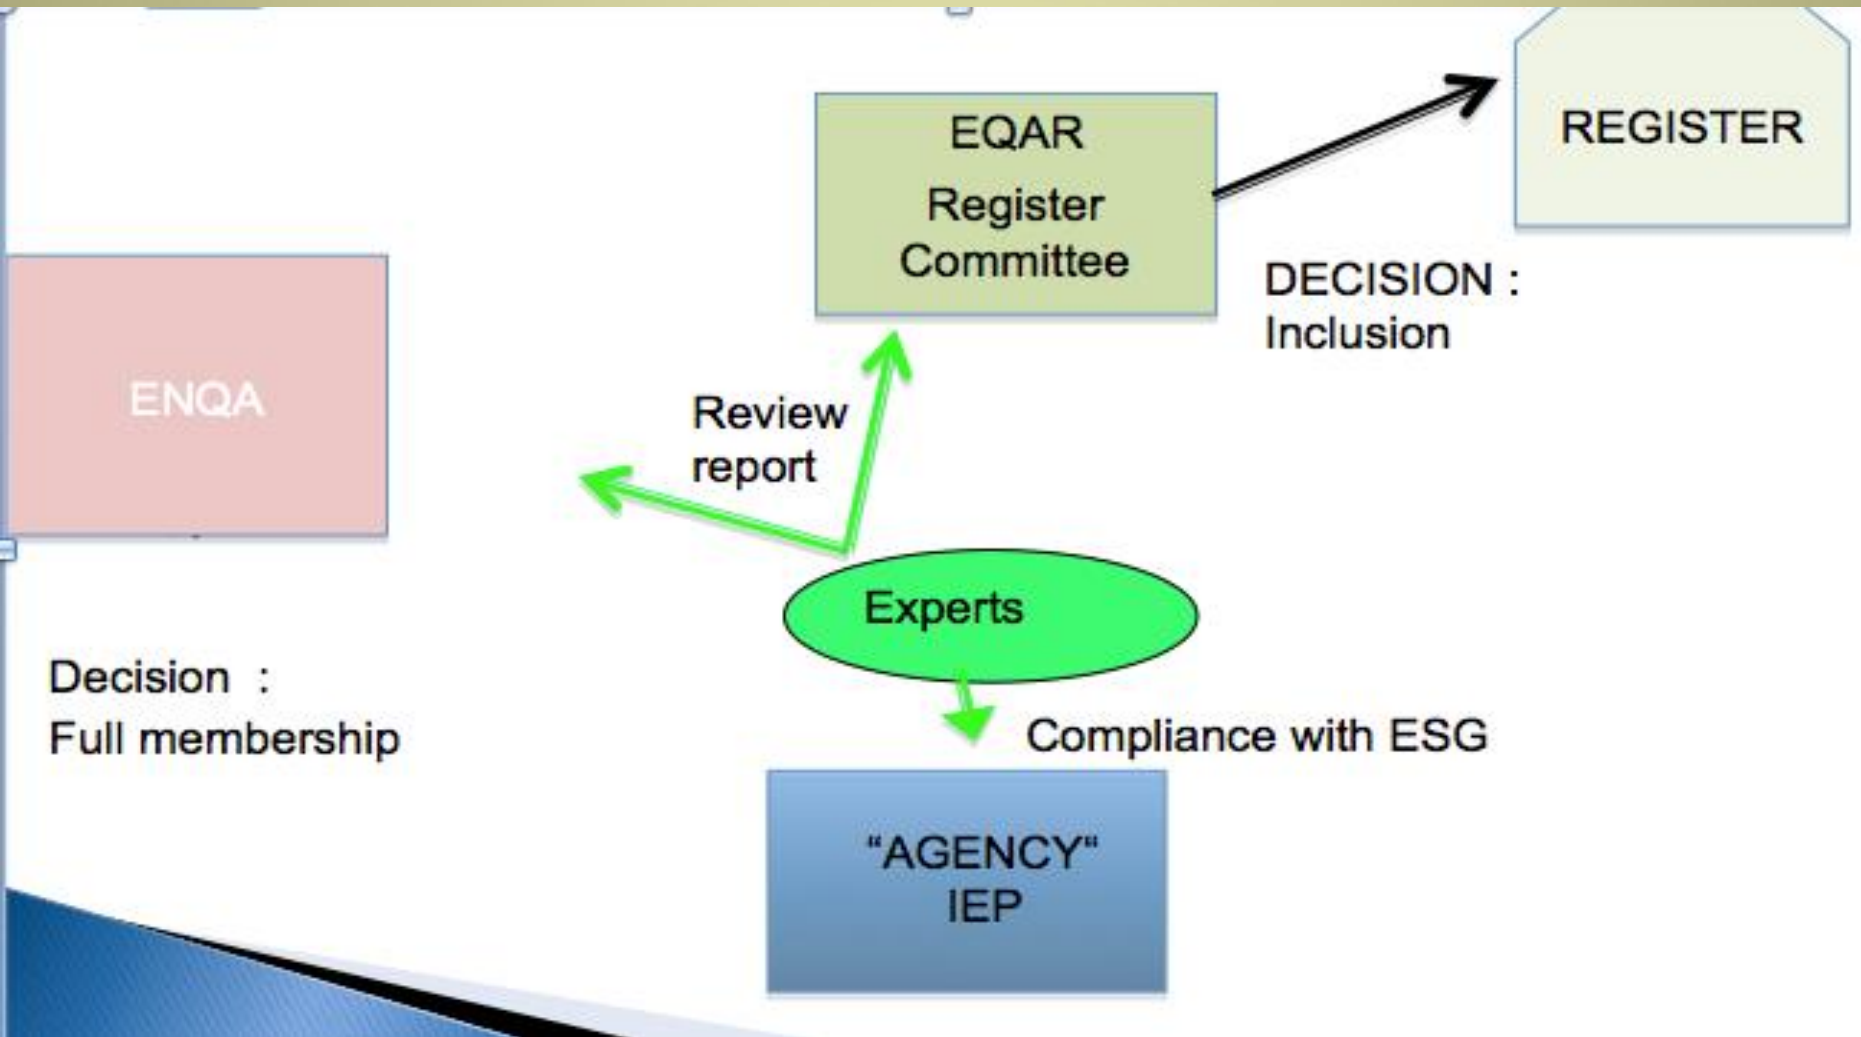 EQAR
Register
Committee
REGISTER
DECISION :
Inclusion
ENQA
Review
report
Experts
Decision  :
Full membership
Compliance with ESG
“AGENCY“
IEP